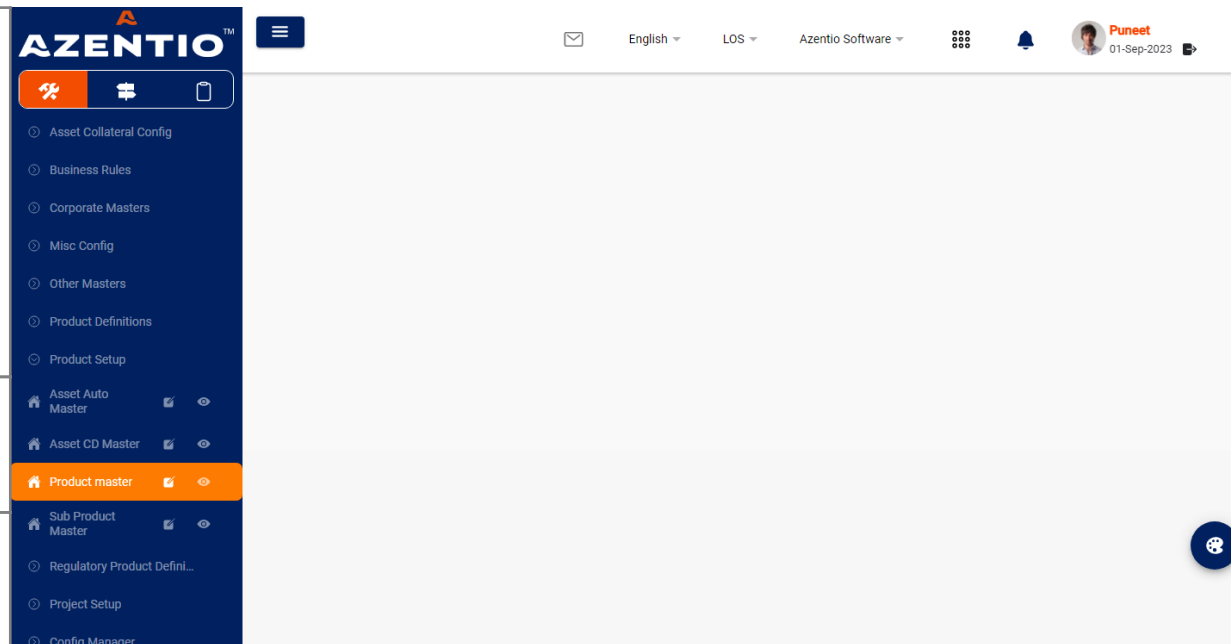 AZENTIO™
English
LOS
Azentio Software
Puneet
01-Sep-2023
Asset Collateral Config
Business Rules
Corporate Masters
Misc Config
Other Masters
Product Definitions
Product Setup
Asset Auto
Master
Asset CD Master
Product master
Sub Product
Master
Regulatory Product Defini...
Project Setup
Config Manager